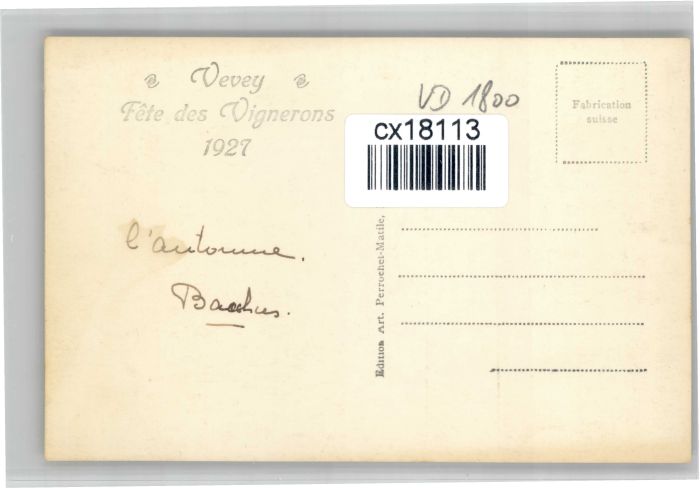 Vevey
Fête des Vignerons
1927
VD 1800
cx18113
Fabrication
suisse
l'automne.
Bacchus.
Edition Art. Perrochet-Matile,